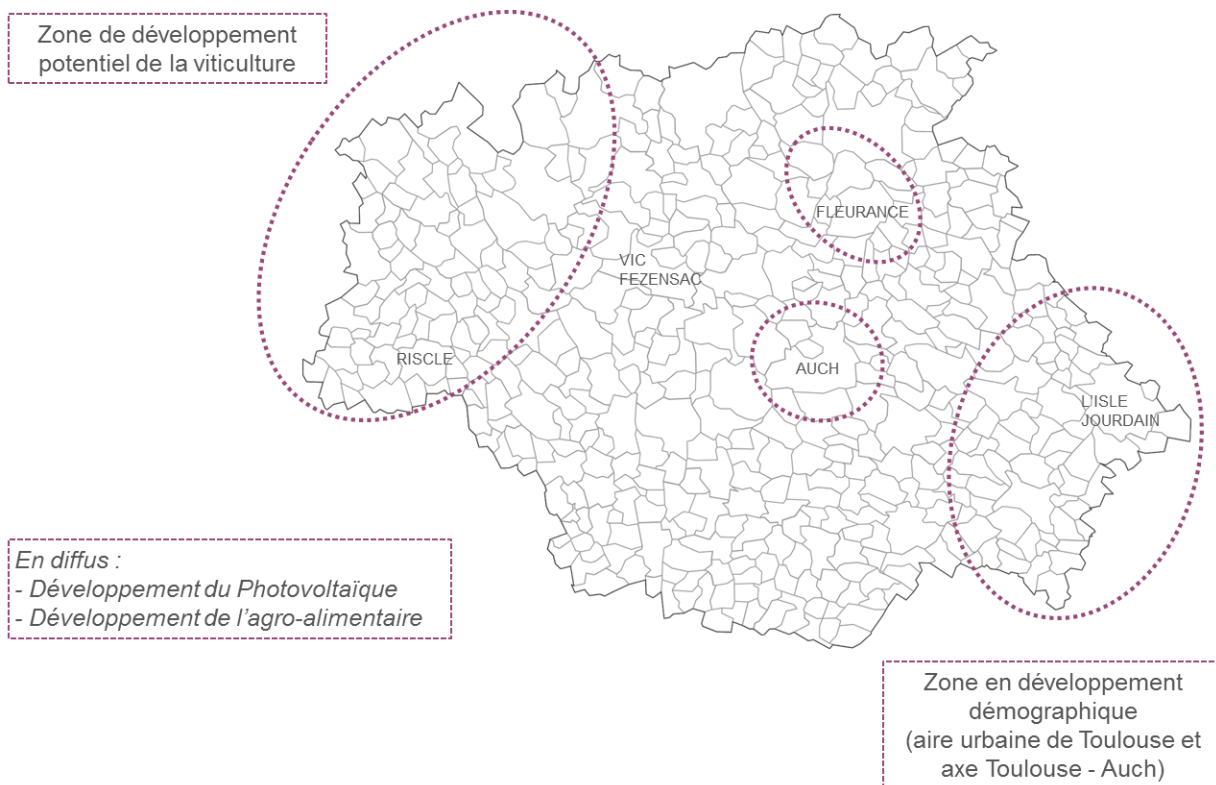 Zone de développement
potentiel de la viticulture
FLEURANCE
VIC
FEZENSAC
RISCLE
AUCH
L'ISLE
JOURDAIN
En diffus :
- Développement du Photovoltaïque
- Développement de l'agro-alimentaire
Zone en développement
démographique
(aire urbaine de Toulouse et
axe Toulouse - Auch)